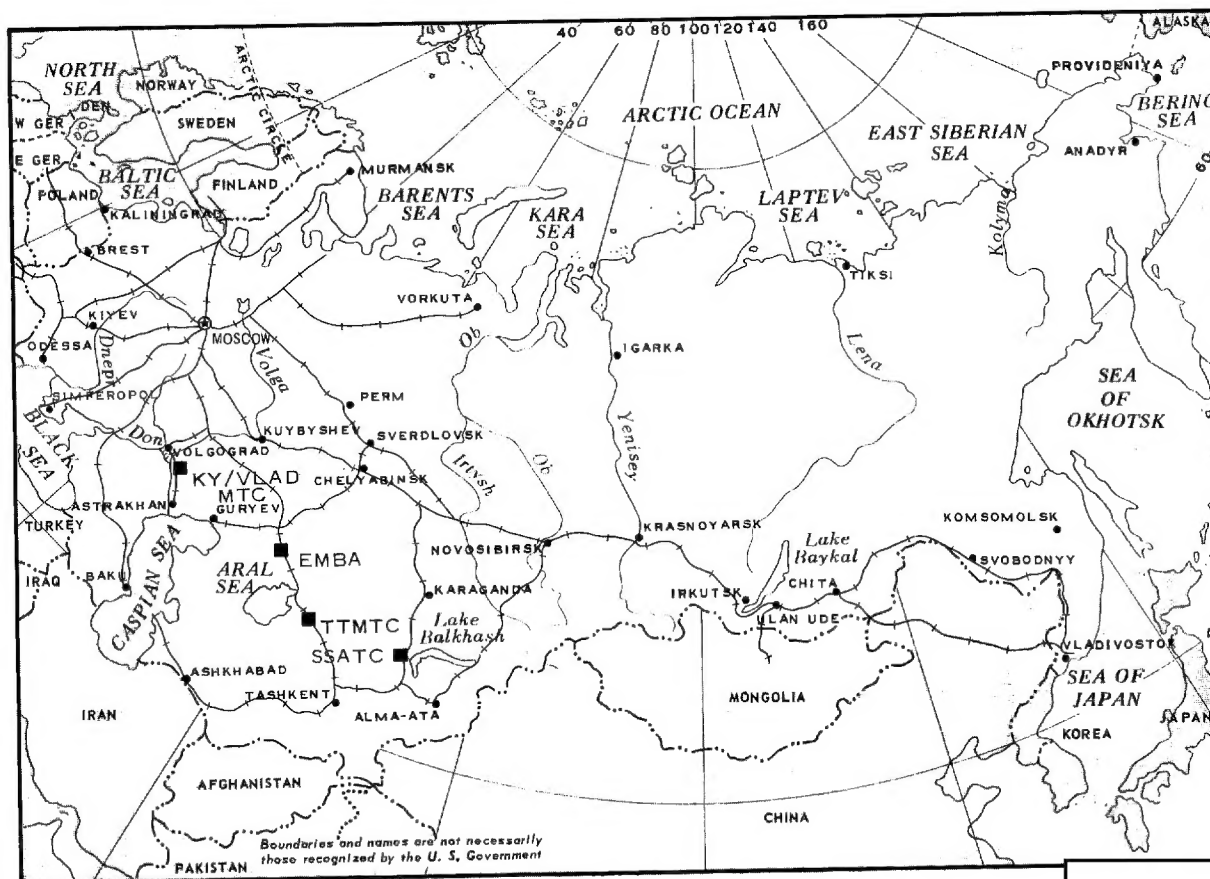 ALASKA
40 60 80 100 120 140 160
PROVIDENIYA
NORTH
SEA
NORWAY
ARCTIC CIRCLE
DEN
ARCTIC OCEAN
BERING
SEA
SWEDEN
EAST SIBERIAN
SEA
W GER
ANADYR
E GER
60
BALTIC
SEA
FINLAND
MURMANSK
POLAND
BARENTS
SEA
LAPTEV
SEA
KALININGRAD
KARA
SEA
Kolyma
BREST
TIKSI
VORKUTA
KIYEV
MOSCOW
Ob
ODESSA
Dnepr
Volga
IGARKA
Lena
SEA
OF
OKHOTSK
SIMFEROPOL
PERM
BLACK
SEA
Don
KUYBYSHEV
SVERDLOVSK
Yenisey
VOLGOGRAD
Irtysh
Ob
KY/VLAD
MTC
CHELYABINSK
ASTRAKHAN
GURYEV
TURKEY
KRASNOYARSK
KOMSOMOLSK
NOVOSIBIRSK
Lake
Baykal
SVOBODNYY
EMBA
IRAQ
BAKU
ARAL
SEA
CASPIAN SEA
KARAGANDA
IRKUTSK
CHITA
ULAN UDE
TTMTC
Lake
Balkhash
SSATC
VLADIVOSTOK
ASHKHABAD
SEA OF
JAPAN
TASHKENT
MONGOLIA
IRAN
ALMA-ATA
KOREA
JAPAN
AFGHANISTAN
CHINA
Boundaries and names are not necessarily
those recognized by the U. S. Government
PAKISTAN